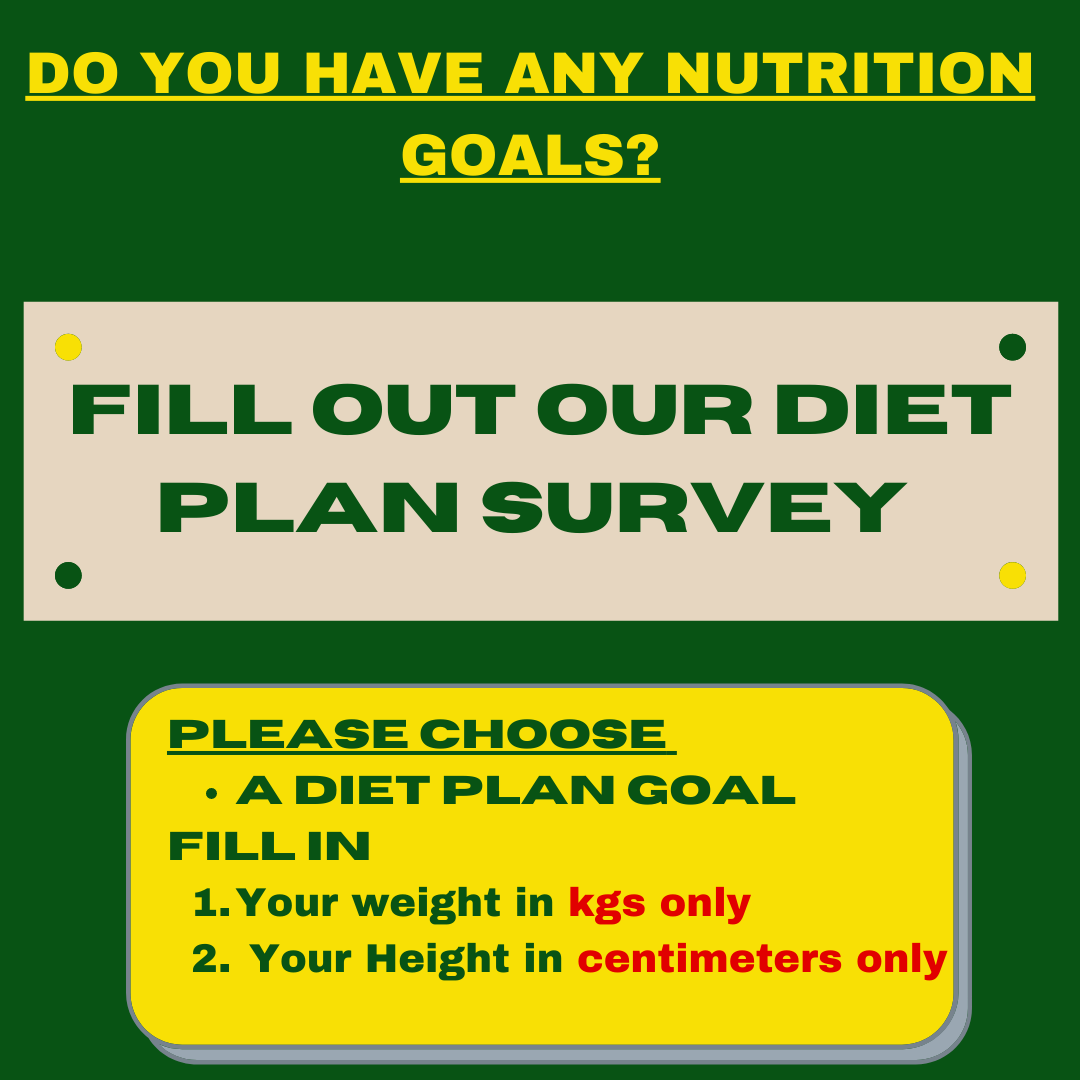 DO YOU HAVE ANY NUTRITION
GOALS?
FILL OUT OUR DIET
PLAN SURVEY
PLEASE CHOOSE
• A DIET PLAN GOAL
FILL IN
1. Your weight in kgs only
2. Your Height in centimeters only